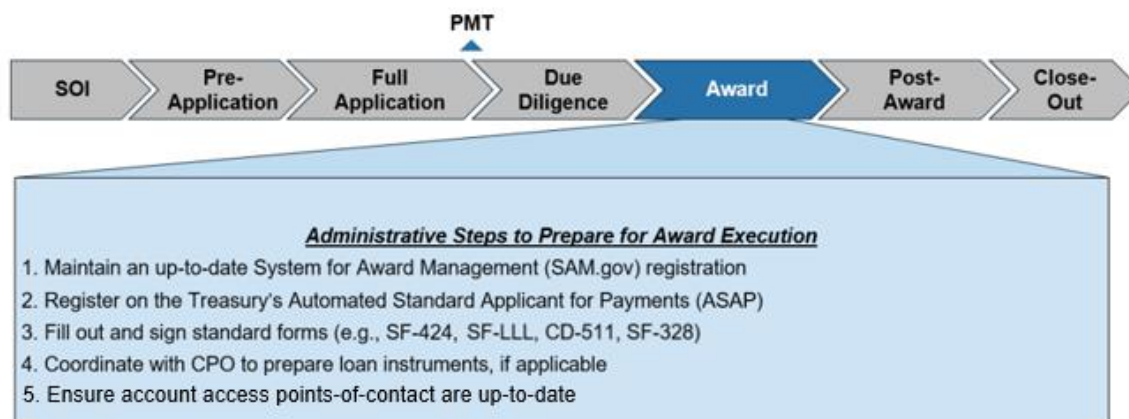 PMT
SOI
Pre-
Application
Full
Application
Due
Diligence
Award
Post-
Award
Close-
Out
Administrative Steps to Prepare for Award Execution
1. Maintain an up-to-date System for Award Management (SAM.gov) registration
2. Register on the Treasury's Automated Standard Applicant for Payments (ASAP)
3. Fill out and sign standard forms (e.g., SF-424, SF-LLL, CD-511, SF-328)
4. Coordinate with CPO to prepare loan instruments, if applicable
5. Ensure account access points-of-contact are up-to-date